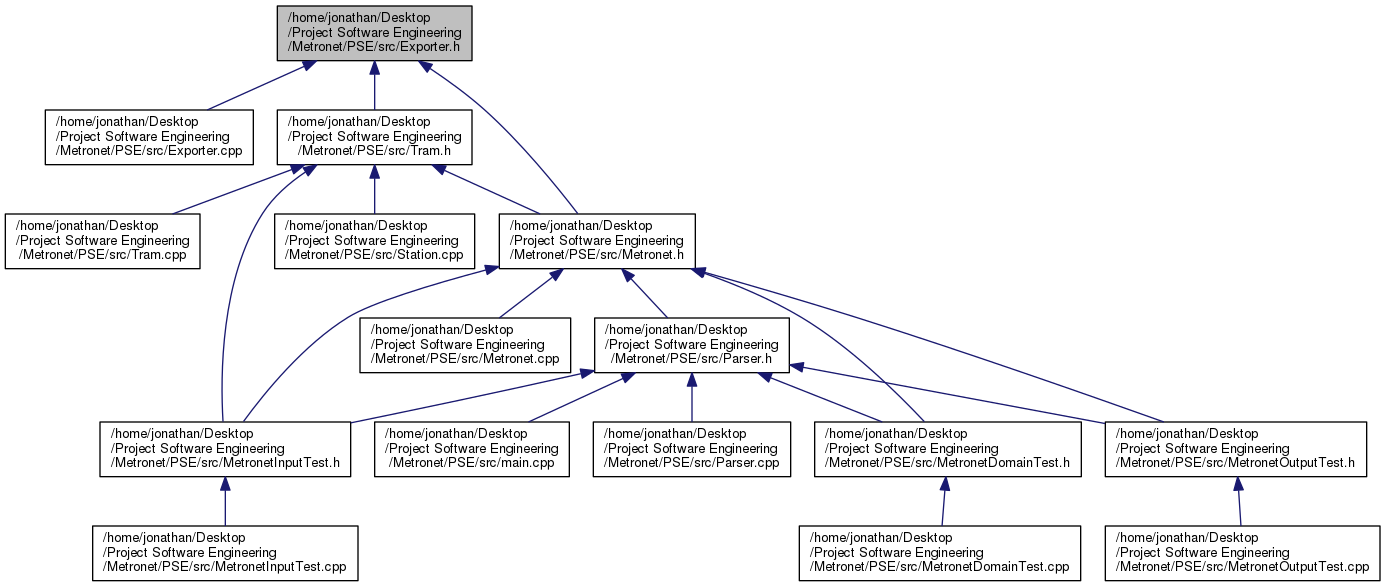 /home/jonathan/Desktop
/Project Software Engineering
/Metronet/PSE/src/Exporter.h
/home/jonathan/Desktop
/Project Software Engineering
/Metronet/PSE/src/Exporter.cpp
/home/jonathan/Desktop
/Project Software Engineering
/Metronet/PSE/src/Tram.h
/home/jonathan/Desktop
/Project Software Engineering
/Metronet/PSE/src/Tram.cpp
/home/jonathan/Desktop
/Project Software Engineering
/Metronet/PSE/src/Station.cpp
/home/jonathan/Desktop
/Project Software Engineering
/Metronet/PSE/src/Metronet.h
/home/jonathan/Desktop
/Project Software Engineering
/Metronet/PSE/src/Metronet.cpp
/home/jonathan/Desktop
/Project Software Engineering
/Metronet/PSE/src/Parser.h
/home/jonathan/Desktop
/Project Software Engineering
/Metronet/PSE/src/MetronetInputTest.h
/home/jonathan/Desktop
/Project Software Engineering
/Metronet/PSE/src/main.cpp
/home/jonathan/Desktop
/Project Software Engineering
/Metronet/PSE/src/Parser.cpp
/home/jonathan/Desktop
/Project Software Engineering
/Metronet/PSE/src/MetronetDomainTest.h
/home/jonathan/Desktop
/Project Software Engineering
/Metronet/PSE/src/MetronetOutputTest.h
/home/jonathan/Desktop
/Project Software Engineering
/Metronet/PSE/src/MetronetInputTest.cpp
/home/jonathan/Desktop
/Project Software Engineering
/Metronet/PSE/src/MetronetDomainTest.cpp
/home/jonathan/Desktop
/Project Software Engineering
/Metronet/PSE/src/MetronetOutputTest.cpp